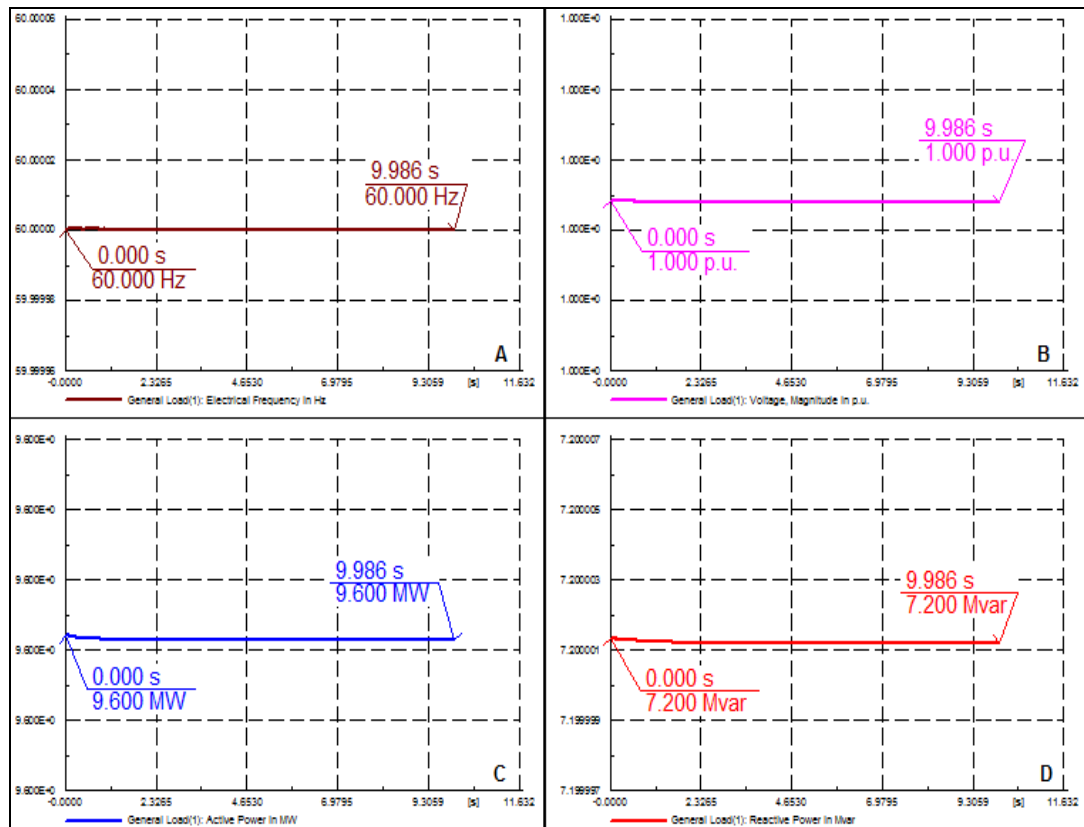 60.00006
60.00004
60.00002
60.00000
59.99998
59.99996
9.986 s
60.000 Hz
0.000 s
60.000 Hz
A
-0.0000 2.3265 4.6530 6.9795 9.3059 [s] 11.632
General Load(1): Electrical Frequency in Hz
1.000E+0
1.000E+0
1.000E+0
1.000E+0
1.000E+0
1.000E+0
9.986 s
1.000 p.u.
0.000 s
1.000 p.u.
B
-0.0000 2.3265 4.6530 6.9795 9.3059 [s] 11.632
General Load(1): Voltage, Magnitude in p.u.
9.600E+0
9.600E+0
9.600E+0
9.600E+0
9.600E+0
9.600E+0
9.986 s
9.600 MW
0.000 s
9.600 MW
C
-0.0000 2.3265 4.6530 6.9795 9.3059 [s] 11.632
General Load(1): Active Power in MW
7.200007
7.200005
7.200003
7.200001
7.199999
7.199997
9.986 s
7.200 Mvar
0.000 s
7.200 Mvar
D
-0.0000 2.3265 4.6530 6.9795 9.3059 [s] 11.632
General Load(1): Reactive Power in Mvar